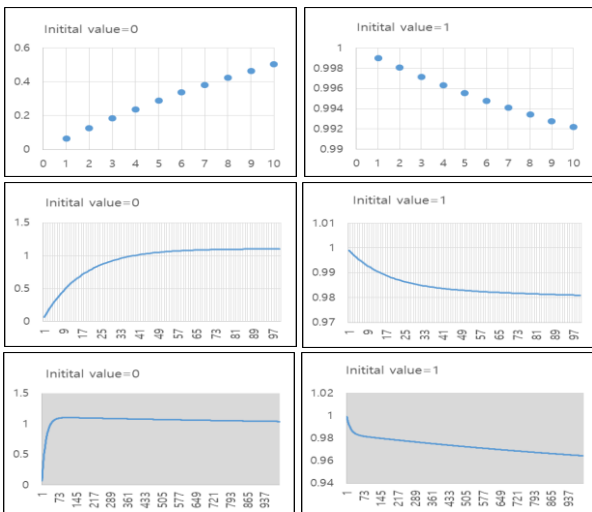 Initital value=0
0.6
0.4
0.2
0
0 1 2 3 4 5 6 7 8 9 10
Initital value=1
1
0.998
0.996
0.994
0.992
0.99
0 1 2 3 4 5 6 7 8 9 10
Initital value=0
1.5
1
0.5
0
1 9 17 25 33 41 49 57 65 73 81 89 97
Initital value=1
1.01
1
0.99
0.98
0.97
1 9 17 25 33 41 49 57 65 73 81 89 97
Initital value=0
1.5
1
0.5
0
1 73 145 217 289 361 433 505 577 649 721 793 865 937
Initital value=1
1.02
1
0.98
0.96
0.94
1 73 145 217 289 361 433 505 577 649 721 793 865 937